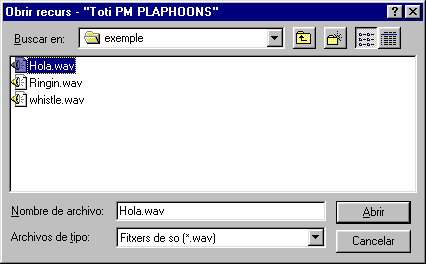 Obrir recurs - "Toti PM PLAPHOONS"
Buscar en: exemple
Hola.wav
Ringin.wav
whistle.wav
Nombre de archivo: Hola.wav Abrir
Archivos de tipo: Fitxers de so (*.wav) Cancelar